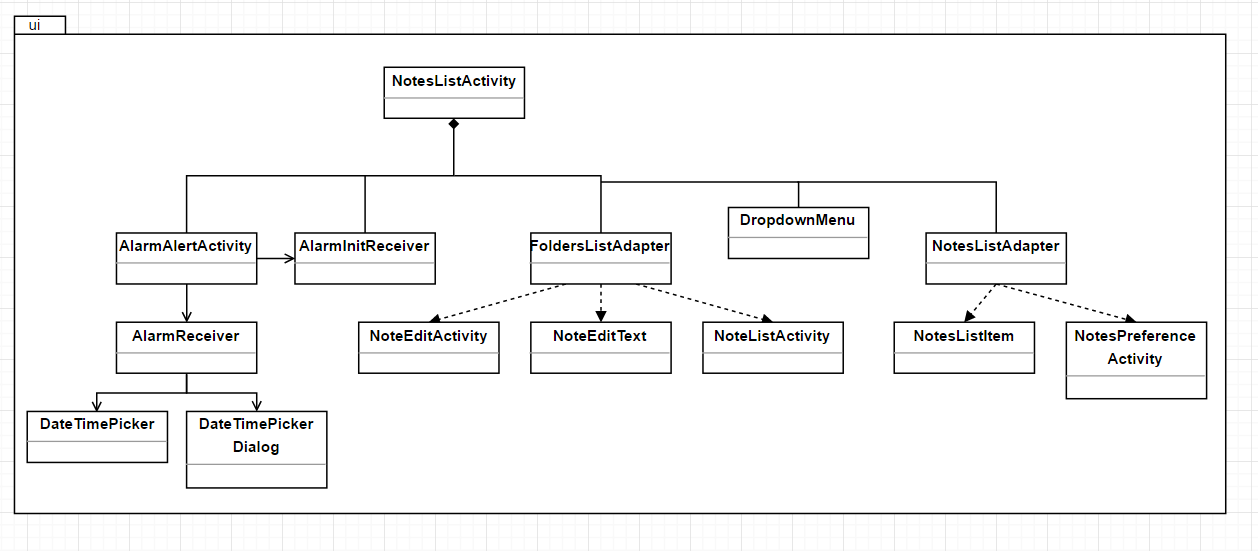 ui
NotesListActivity
DropdownMenu
AlarmAlertActivity
AlarmInitReceiver
FoldersListAdapter
NotesListAdapter
AlarmReceiver
NoteEditActivity
NoteEditText
NoteListActivity
NotesListItem
NotesPreference
Activity
DateTimePicker
DateTimePicker
Dialog